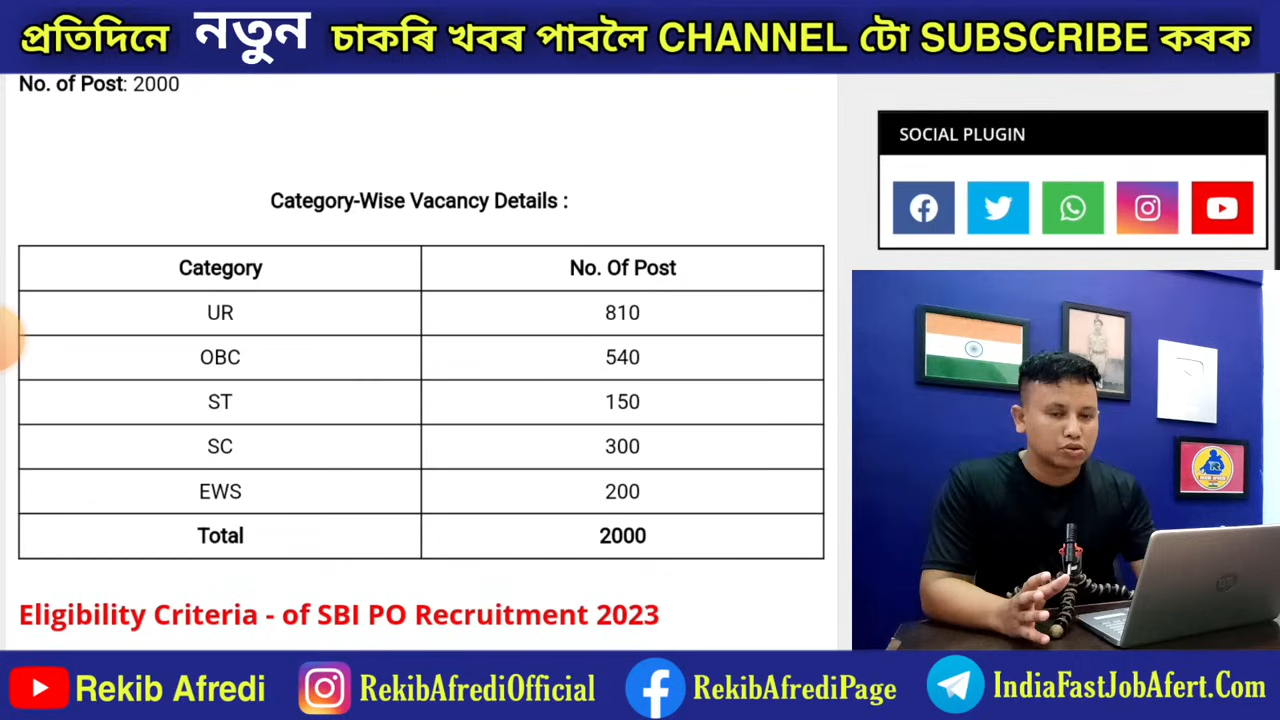 প্ৰতিদিনে নতুন চাকৰি খবৰ পাবলৈ CHANNEL টো SUBSCRIBE কৰক
No. of Post: 2000
SOCIAL PLUGIN
Category-Wise Vacancy Details :
Category No. Of Post
UR 810
OBC 540
ST 150
SC 300
EWS 200
Total 2000
Eligibility Criteria - of SBI PO Recruitment 2023
Rekib Afredi RekibAfrediOfficial RekibAfrediPage IndiaFastJobAfert.Com